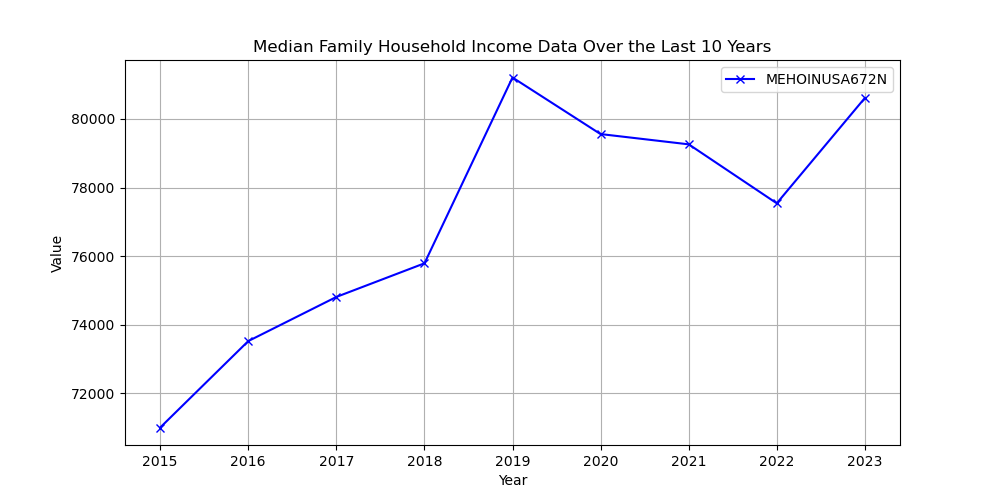 Median Family Household Income Data Over the Last 10 Years
MEHOINUSA672N
80000
78000
76000
74000
72000
Value
2015 2016 2017 2018 2019 2020 2021 2022 2023
Year